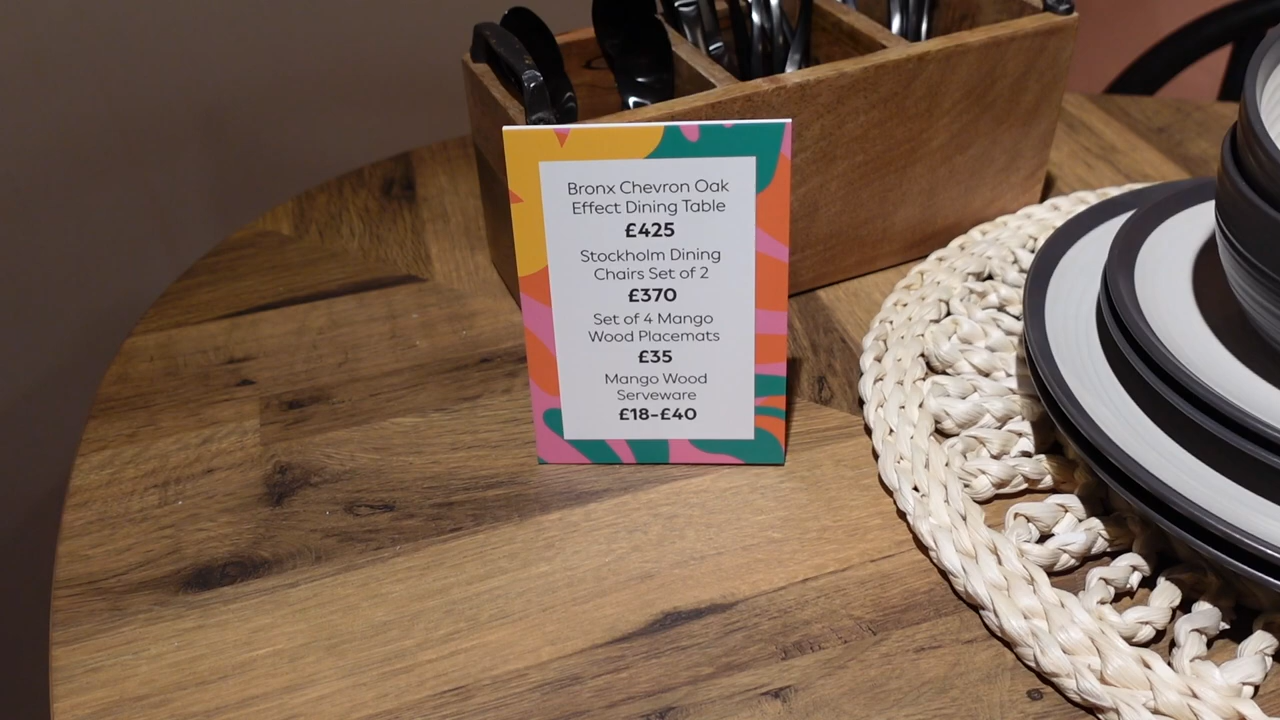 Bronx Chevron Oak
Effect Dining Table
£425
Stockholm Dining
Chairs Set of 2
£370
Set of 4 Mango
Wood Placemats
£35
Mango Wood
Serveware
£18-£40